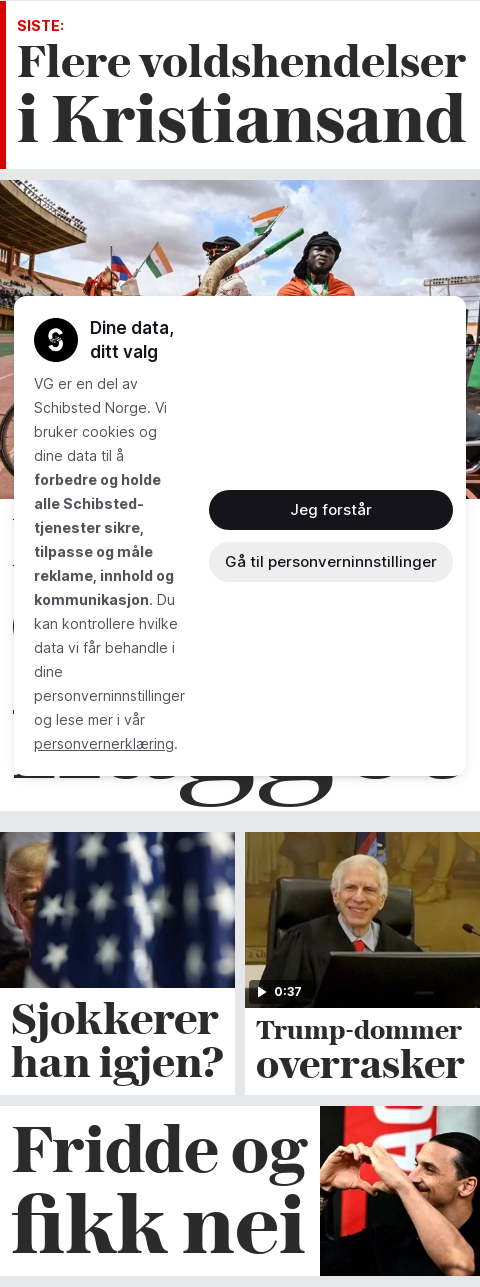 SISTE:
Flere voldshendelser
i Kristiansand
Dine data,
ditt valg
VG er en del av
Schibsted Norge. Vi
bruker cookies og
dine data til å
forbedre og holde
alle Schibsted-
tjenester sikre,
tilpasse og måle
reklame, innhold og
kommunikasjon. Du
kan kontrollere hvilke
data vi får behandle i
dine
personverninnstillinger
og lese mer i vår
personvernerklæring.
Jeg forstår
Gå til personverninnstillinger
0:37
Sjokkerer
han igjen?
Trump-dommer
overrasker
Fridde og
fikk nei